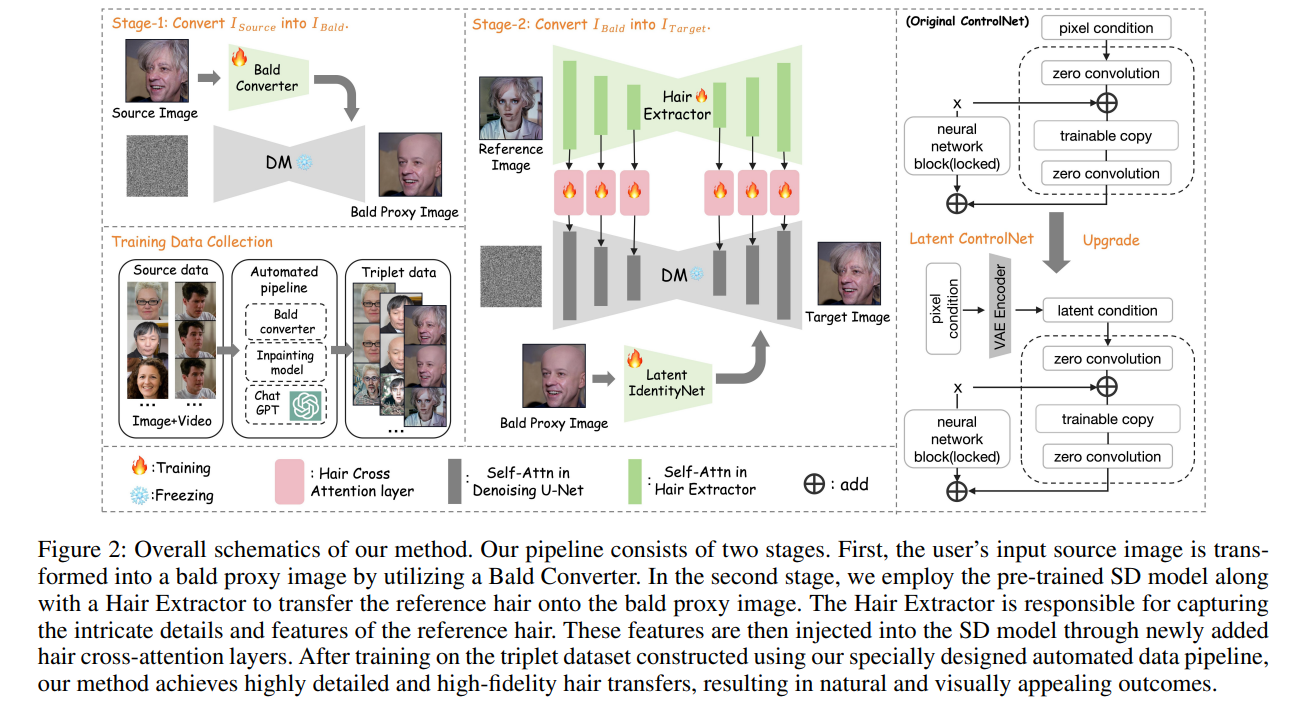 Stage-1: Convert I_Source into I_Bald.
Bald
Converter
Source Image
DM
Bald Proxy Image
Training Data Collection
Source data
Image+Video
Automated
pipeline
Bald
converter
Inpainting
model
Chat
GPT
Triplet data
...
Stage-2: Convert I_Bald into I_Target.
Reference
Image
Hair
Extractor
DM
Target Image
Bald Proxy Image
Latent
IdentityNet
:Training
:Freezing
: Hair Cross
Attention layer
: Self-Attn in
Denoising U-Net
: Self-Attn in
Hair Extractor
: add
(Original ControlNet)
pixel condition
zero convolution
x
neural
network
block(locked)
trainable copy
zero convolution
Latent ControlNet
Upgrade
pixel
condition
VAE Encoder
latent condition
zero convolution
x
neural
network
block(locked)
trainable copy
zero convolution
Figure 2: Overall schematics of our method. Our pipeline consists of two stages. First, the user's input source image is trans-
formed into a bald proxy image by utilizing a Bald Converter. In the second stage, we employ the pre-trained SD model along
with a Hair Extractor to transfer the reference hair onto the bald proxy image. The Hair Extractor is responsible for capturing
the intricate details and features of the reference hair. These features are then injected into the SD model through newly added
hair cross-attention layers. After training on the triplet dataset constructed using our specially designed automated data pipeline,
our method achieves highly detailed and high-fidelity hair transfers, resulting in natural and visually appealing outcomes.